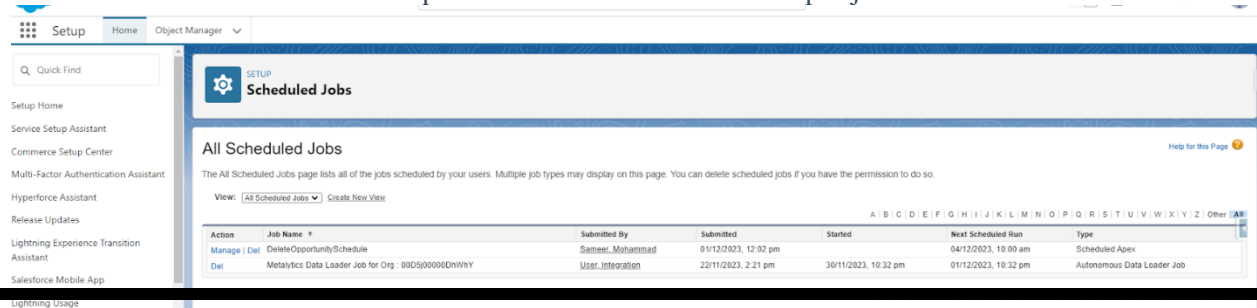 Setup
Home
Object Manager
Quick Find
Setup Home
Service Setup Assistant
Commerce Setup Center
Multi-Factor Authentication Assistant
Hyperforce Assistant
Release Updates
Lightning Experience Transition
Assistant
Salesforce Mobile App
Lightning Usage
SETUP
Scheduled Jobs
All Scheduled Jobs
Help for this Page
The All Scheduled Jobs page lists all of the jobs scheduled by your users. Multiple job types may display on this page. You can delete scheduled jobs if you have the permission to do so.
View: All Scheduled Jobs Create New View
A | B | C | D | E | F | G | H | I | J | K | L | M | N | O | P | Q | R | S | T | U | V | W | X | Y | Z | Other | All
Action Job Name ↑ Submitted By Submitted Started Next Scheduled Run Type
Manage | Del DeleteOpportunitySchedule Sameer, Mohammad 01/12/2023, 12:02 pm 04/12/2023, 10:00 am Scheduled Apex
Del Metalytics Data Loader Job for Org : 00D5j00000DhWhY User, Integration 22/11/2023, 2:21 pm 30/11/2023, 10:32 pm 01/12/2023, 10:32 pm Autonomous Data Loader Job